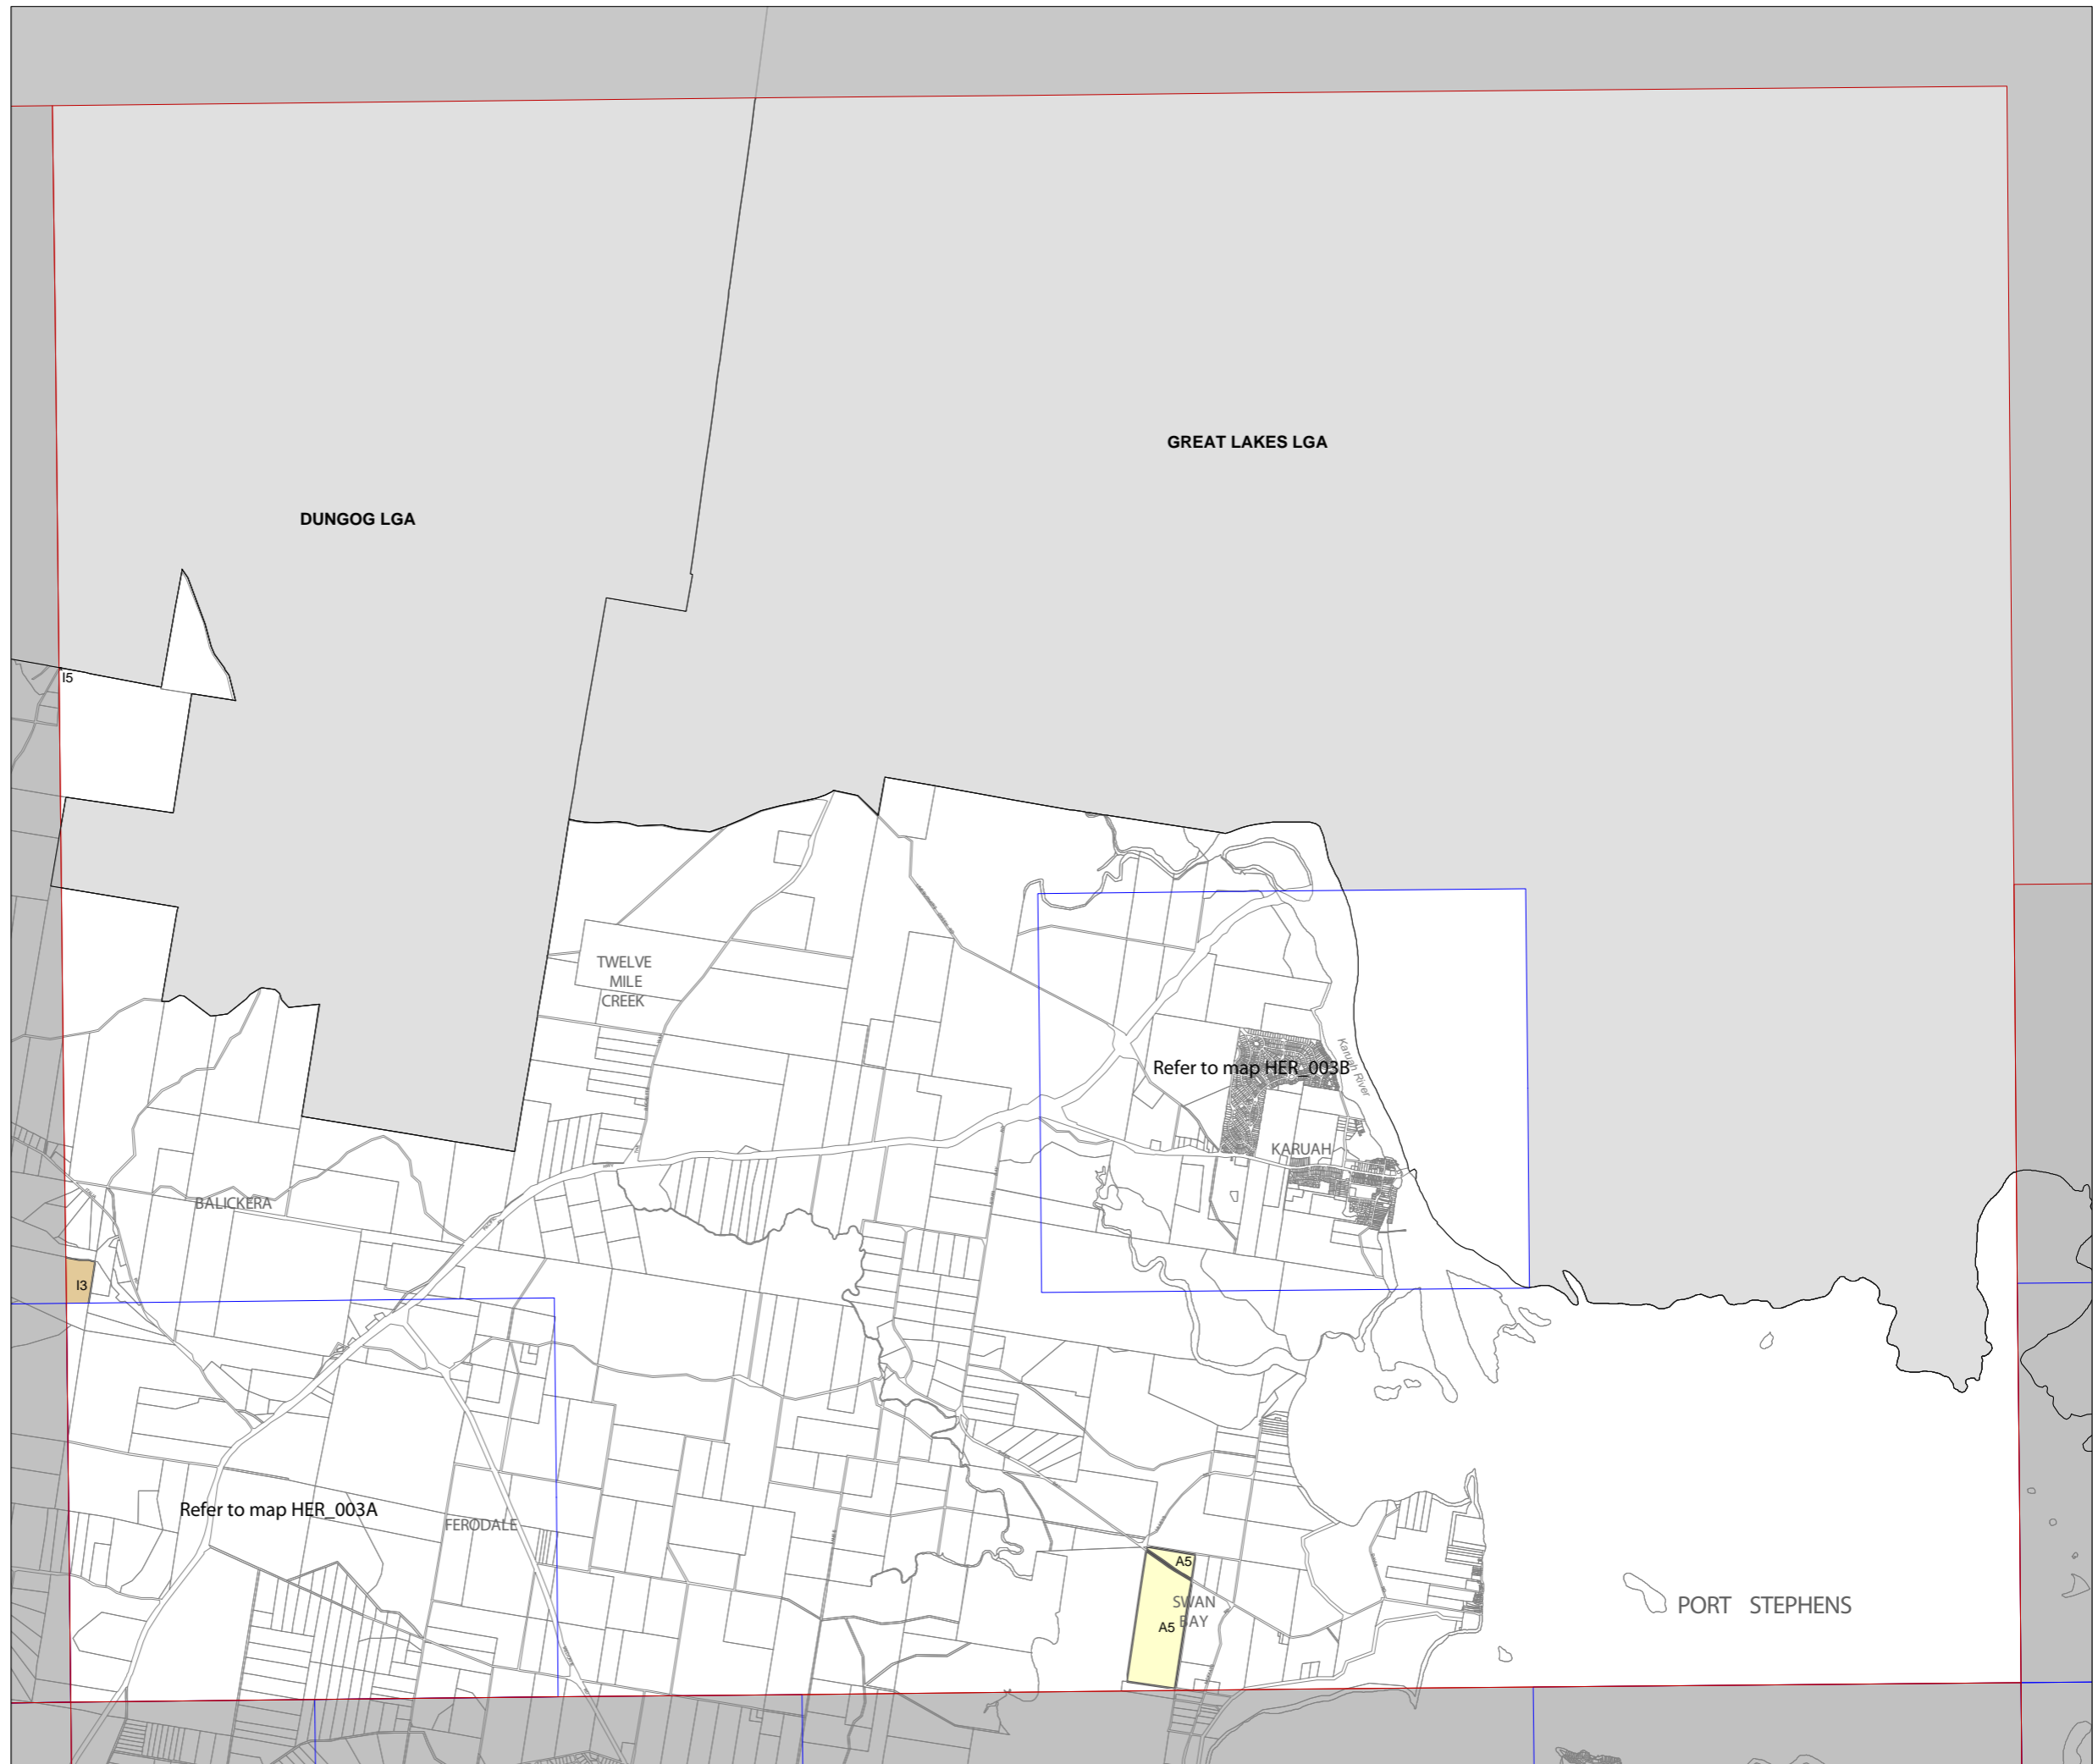 GREAT LAKES LGA
DUNGOG LGA
I5
TWELVE
MILE
CREEK
Karuah River
Refer to map HER_003B
KARUAH
BALICKERA
I3
Refer to map HER_003A
FERODALE
A5
SWAN
BAY
A5
PORT STEPHENS